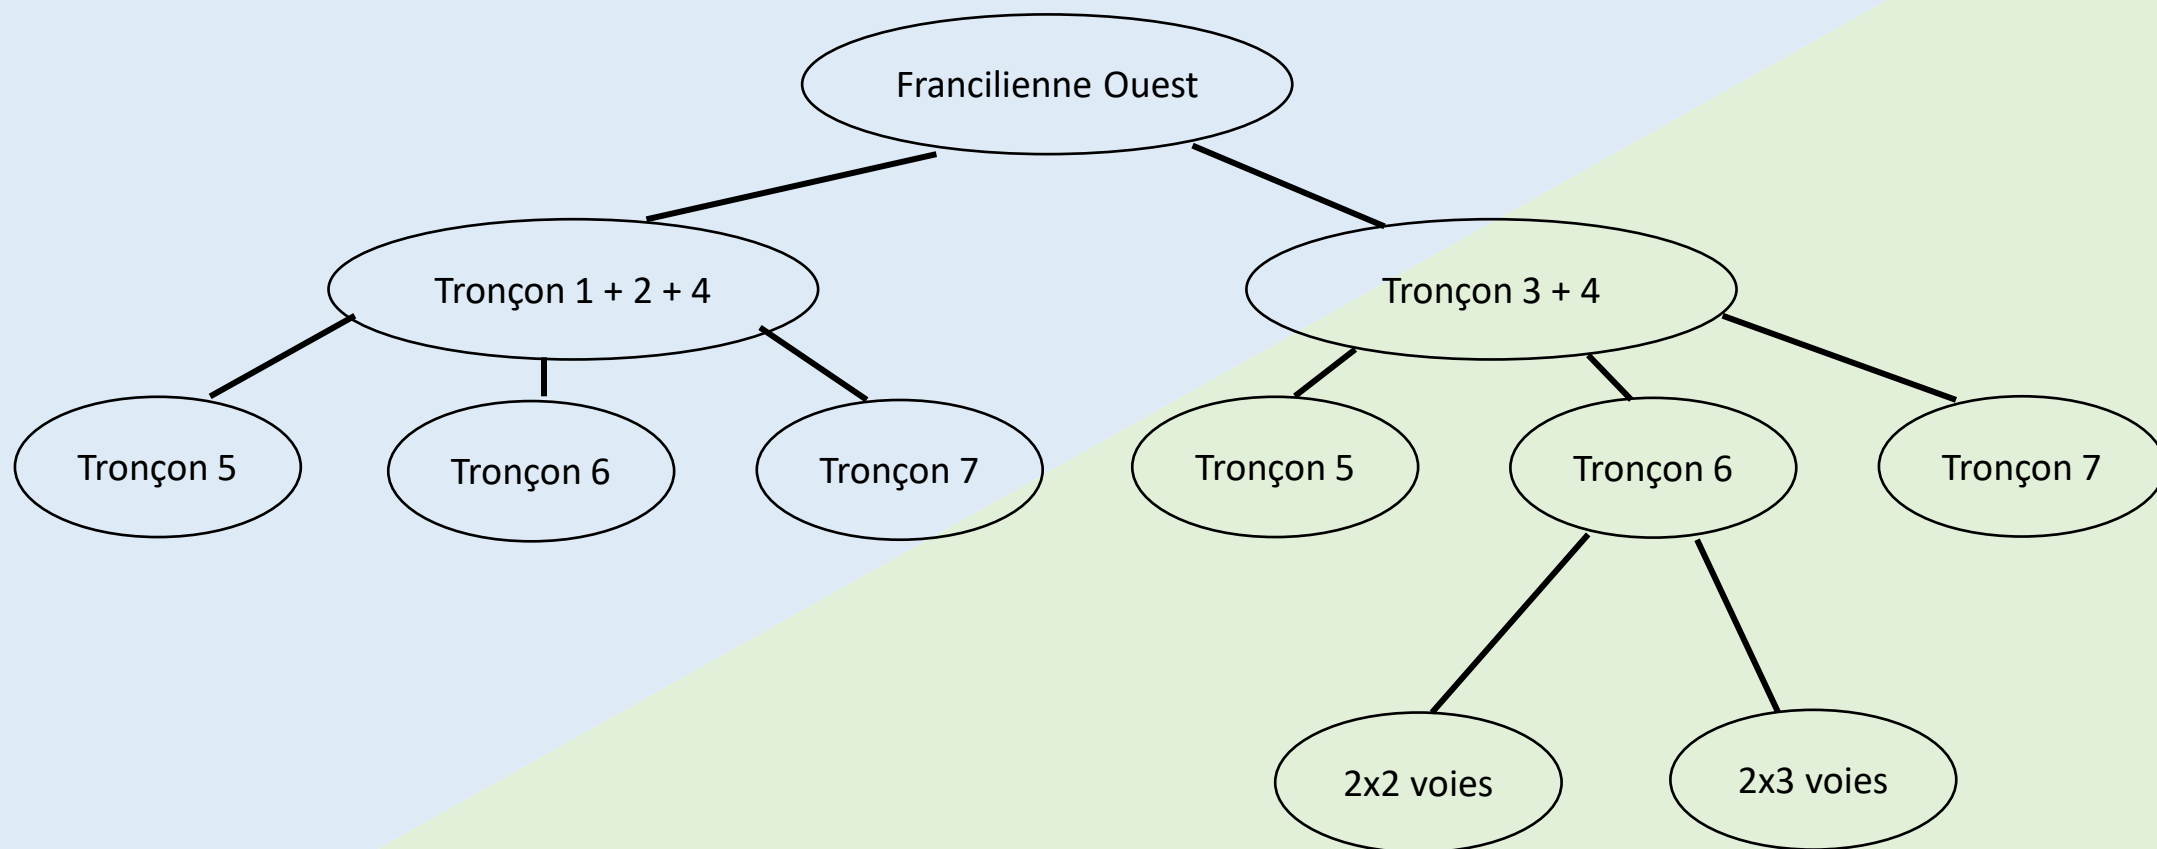 Francilienne Ouest
Tronçon 1 + 2 + 4
Tronçon 3 + 4
Tronçon 5
Tronçon 6
Tronçon 7
Tronçon 5
Tronçon 6
Tronçon 7
2x2 voies
2x3 voies